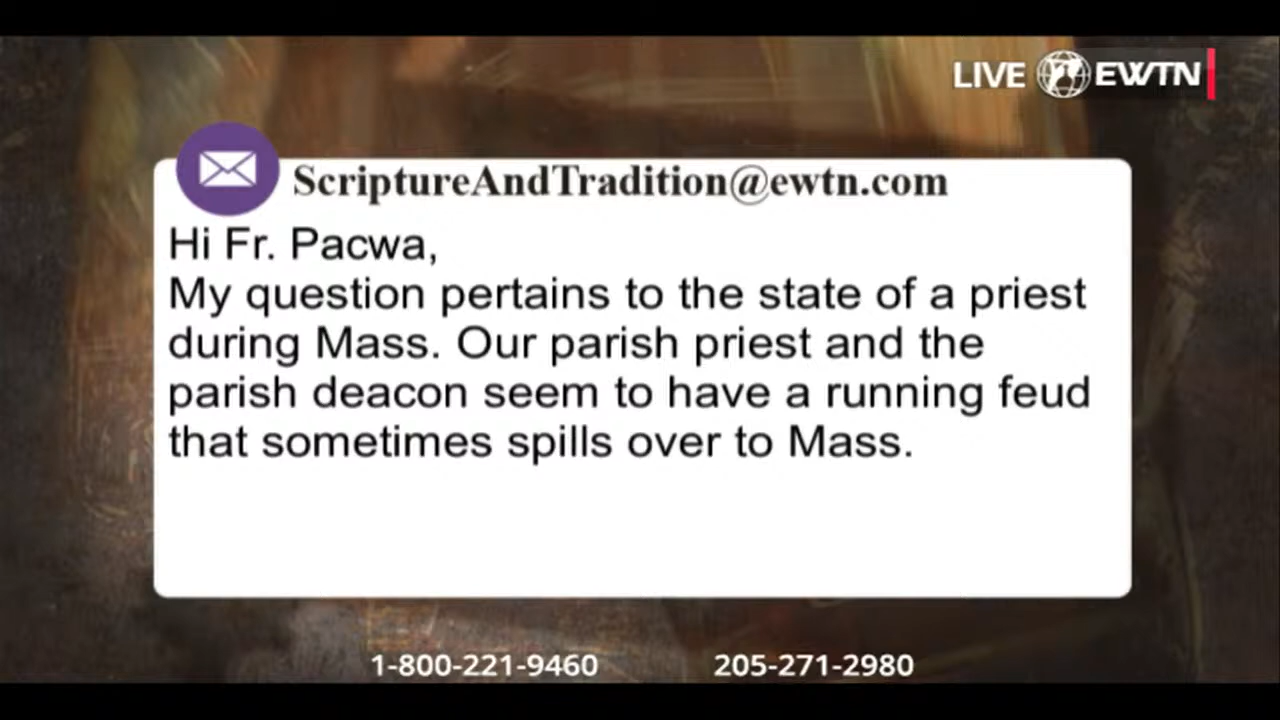 LIVE EWTN
ScriptureAndTradition@ewtn.com
Hi Fr. Pacwa,
My question pertains to the state of a priest
during Mass. Our parish priest and the
parish deacon seem to have a running feud
that sometimes spills over to Mass.
1-800-221-9460 205-271-2980